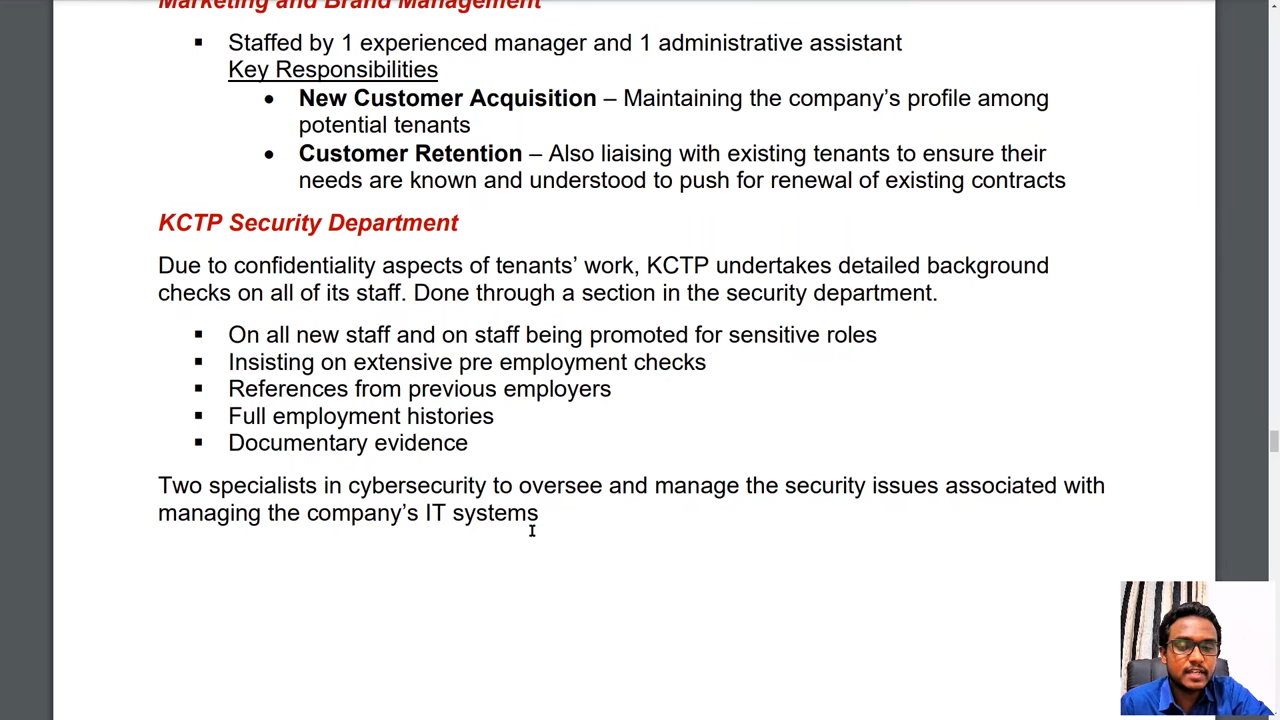 Marketing and Brand Management
▪ Staffed by 1 experienced manager and 1 administrative assistant
Key Responsibilities
● New Customer Acquisition – Maintaining the company’s profile among
potential tenants
● Customer Retention – Also liaising with existing tenants to ensure their
needs are known and understood to push for renewal of existing contracts
KCTP Security Department
Due to confidentiality aspects of tenants’ work, KCTP undertakes detailed background
checks on all of its staff. Done through a section in the security department.
▪ On all new staff and on staff being promoted for sensitive roles
▪ Insisting on extensive pre employment checks
▪ References from previous employers
▪ Full employment histories
▪ Documentary evidence
Two specialists in cybersecurity to oversee and manage the security issues associated with
managing the company’s IT systems